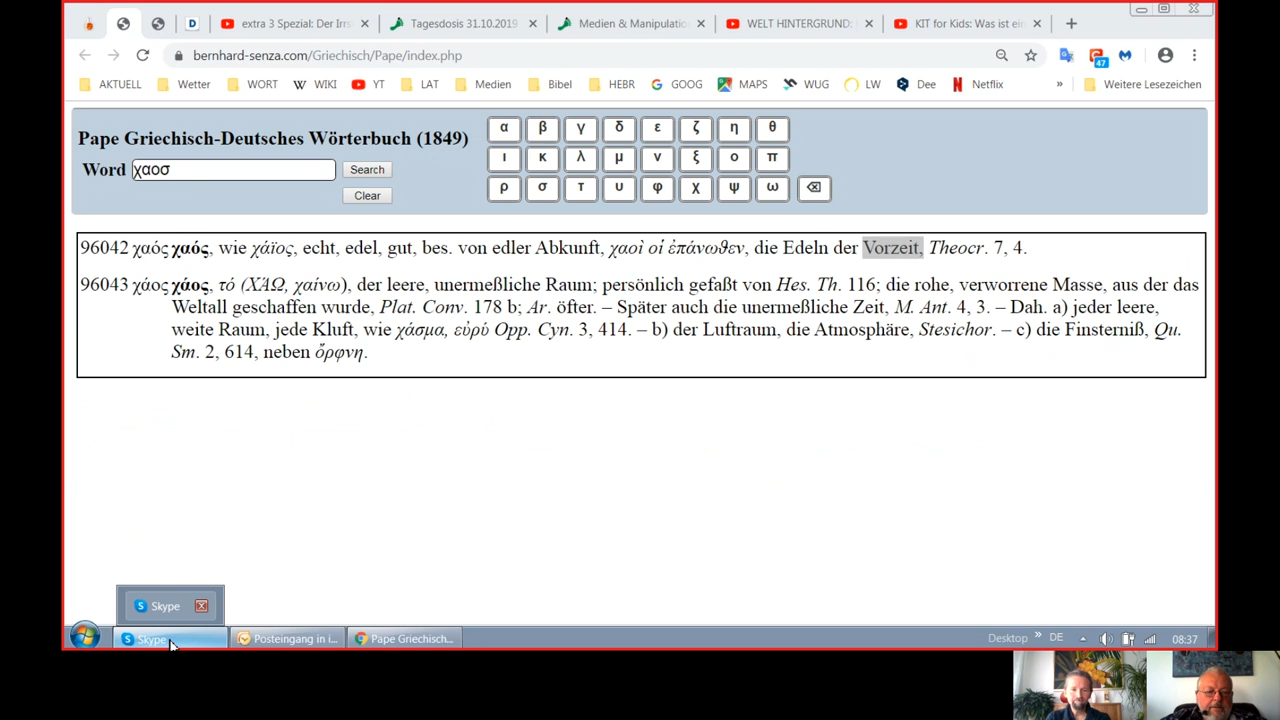 extra 3 Spezial: Der Irrs
Tagesdosis 31.10.2019
Medien & Manipulatio
WELT HINTERGRUND:
KIT for Kids: Was ist ein
bernhard-senza.com/Griechisch/Pape/index.php
47
AKTUELL Wetter WORT WIKI YT LAT Medien Bibel HEBR GOOG MAPS WUG LW Dee Netflix » Weitere Lesezeichen
Pape Griechisch-Deutsches Wörterbuch (1849)
Word χαοσ Search
Clear
α β γ δ ε ζ η θ
ι κ λ μ ν ξ ο π
ρ σ τ υ φ χ ψ ω
96042 χαός χαός, wie χάϊος, echt, edel, gut, bes. von edler Abkunft, χαοὶ οἱ ἐπάνωθεν, die Edeln der Vorzeit, Theocr. 7, 4.
96043 χάος χάος, τό (ΧΆΩ, χαίνω), der leere, unermeßliche Raum; persönlich gefaßt von Hes. Th. 116; die rohe, verworrene Masse, aus der das
Weltall geschaffen wurde, Plat. Conv. 178 b; Ar. öfter. – Später auch die unermeßliche Zeit, M. Ant. 4, 3. – Dah. a) jeder leere,
weite Raum, jede Kluft, wie χάσμα, εὐρύ Opp. Cyn. 3, 414. – b) der Luftraum, die Atmosphäre, Stesichor. – c) die Finsterniß, Qu.
Sm. 2, 614, neben ὄρφνη.
Skype
Skype
Posteingang in i...
Pape Griechisch...
Desktop » DE 08:37